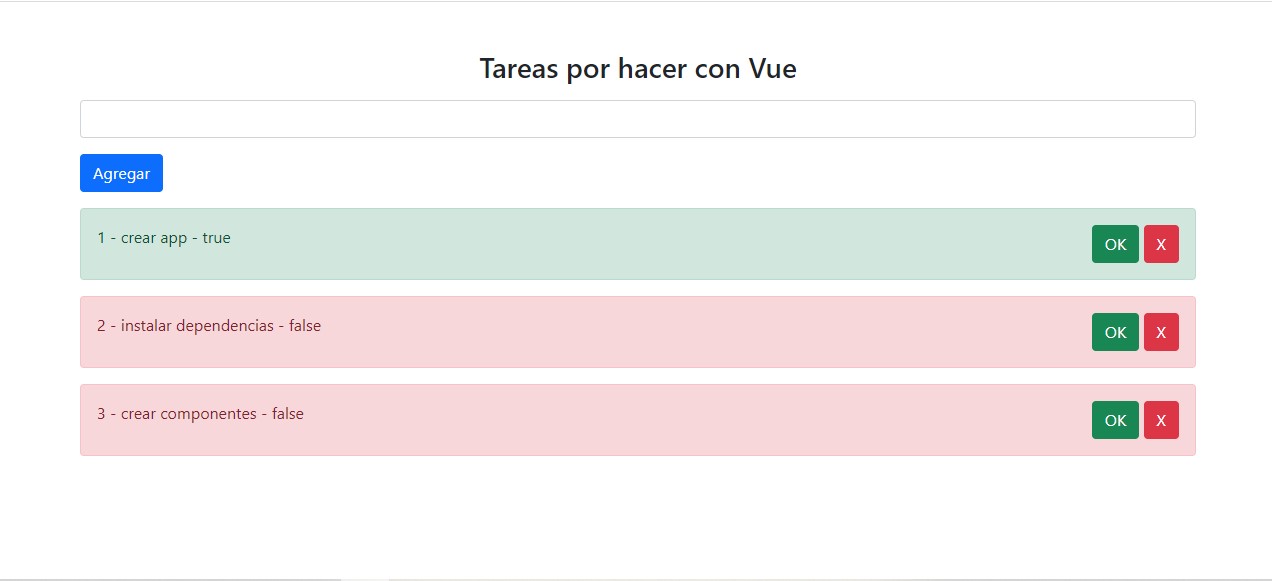 Tareas por hacer con Vue
Agregar
1 - crear app - true
OK X
2 - instalar dependencias - false
OK X
3 - crear componentes - false
OK X